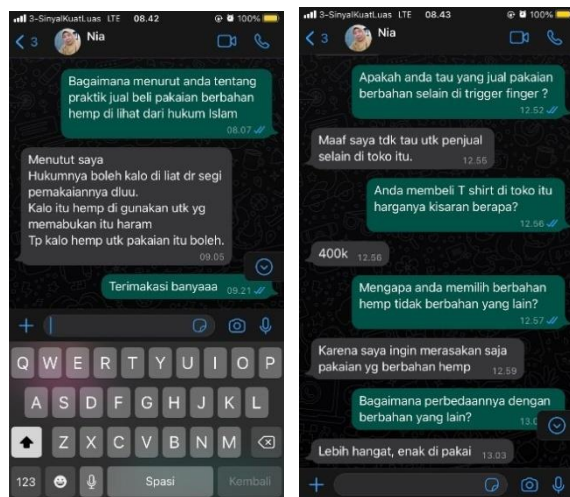 3-SinyalKuatLuas LTE 08.42 100%
3 Nia
Bagaimana menurut anda tentang
praktik jual beli pakaian berbahan
hemp di lihat dari hukum Islam
08.07
Menutut saya
Hukumnya boleh kalo di liat dr segi
pemakaiannya dluu.
Kalo itu hemp di gunakan utk yg
memabukan itu haram
Tp kalo hemp utk pakaian itu boleh.
09.05
Terimakasi banyaaa 09.21
Q W E R T Y U I O P
A S D F G H J K L
Z X C V B N M
123 Spasi Kembali
3-SinyalKuatLuas LTE 08.43 100%
3 Nia
Apakah anda tau yang jual pakaian
berbahan selain di trigger finger ?
12.52
Maaf saya tdk tau utk penjual
selain di toko itu. 12.55
Anda membeli T shirt di toko itu
harganya kisaran berapa?
12.56
400k 12.56
Mengapa anda memilih berbahan
hemp tidak berbahan yang lain?
12.57
Karena saya ingin merasakan saja
pakaian yg berbahan hemp 12.59
Bagaimana perbedaannya dengan
berbahan yang lain?
Lebih hangat, enak di pakai 13.03